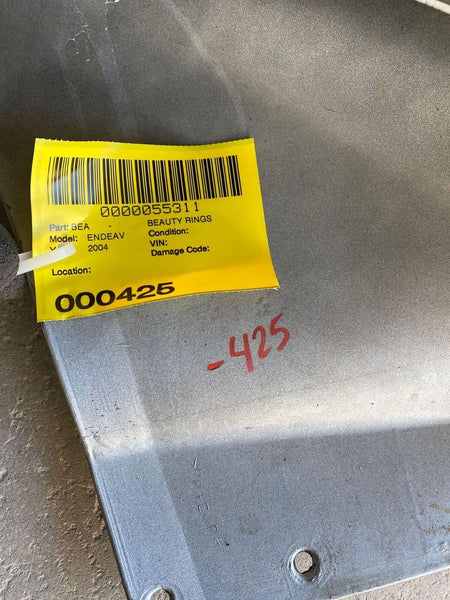 0000055311
Part: BEA - BEAUTY RINGS
Model: ENDEAV Condition:
2004 VIN:
Damage Code:
Location:
000425
-425